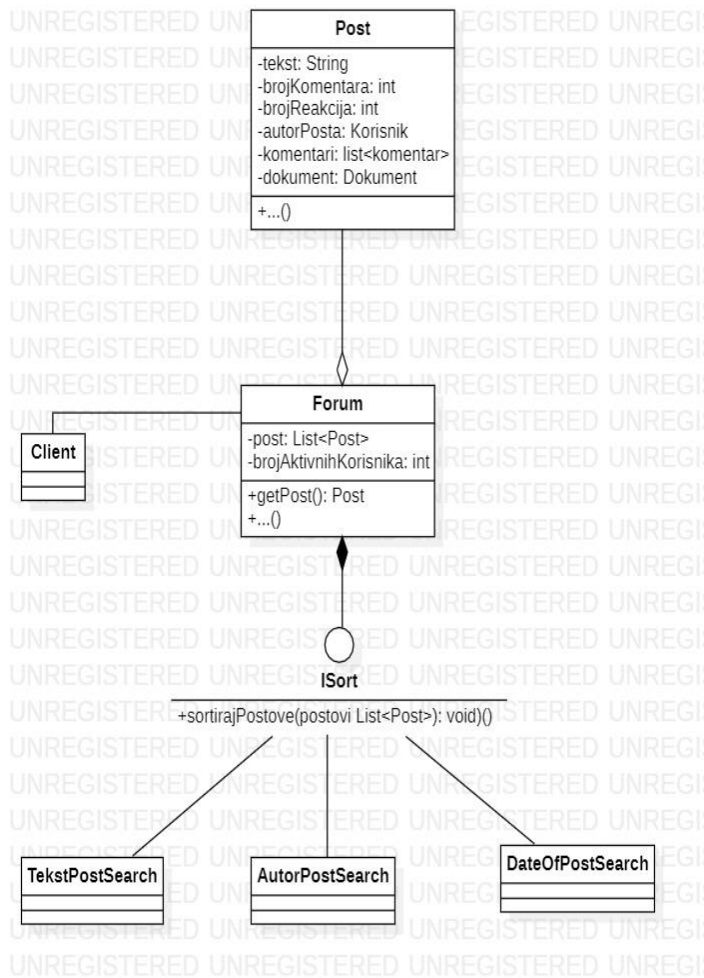 Post
-tekst: String
-brojKomentara: int
-brojReakcija: int
-autorPosta: Korisnik
-komentari: list<komentar>
-dokument: Dokument
+...()
Forum
-post: List<Post>
-brojAktivnihKorisnika: int
+getPost(): Post
+...()
Client
ISort
+sortirajPostove(postovi List<Post>): void)()
TekstPostSearch
AutorPostSearch
DateOfPostSearch
UNREGISTERED